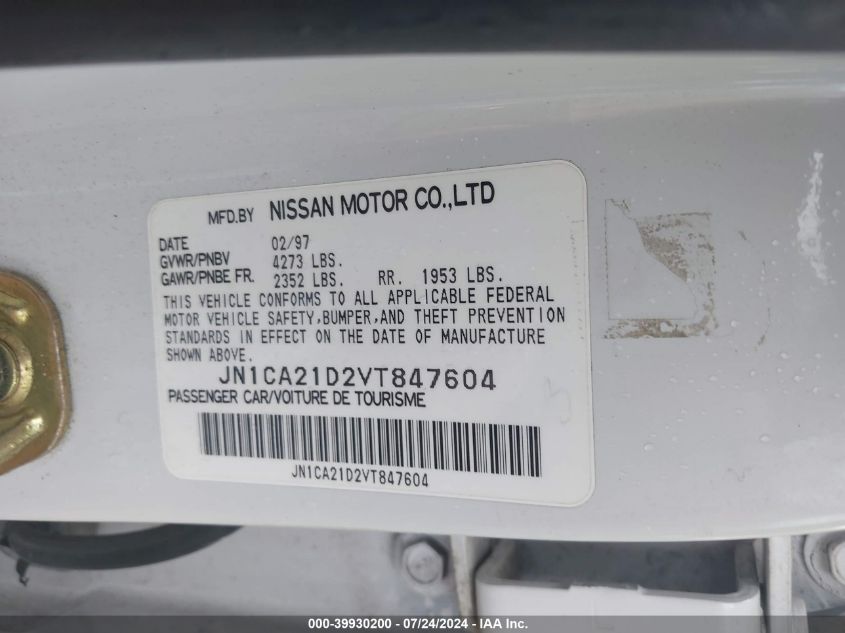 MFD.BY NISSAN MOTOR CO.,LTD
DATE 02/97
GVWR/PNBV 4273 LBS.
GAWR/PNBE FR. 2352 LBS. RR. 1953 LBS.
THIS VEHICLE CONFORMS TO ALL APPLICABLE FEDERAL
MOTOR VEHICLE SAFETY,BUMPER,AND THEFT PREVENTION
STANDARDS IN EFFECT ON THE DATE OF MANUFACTURE
SHOWN ABOVE.
JN1CA21D2VT847604
PASSENGER CAR/VOITURE DE TOURISME
JN1CA21D2VT847604
000-39930200 - 07/24/2024 - IAA Inc.